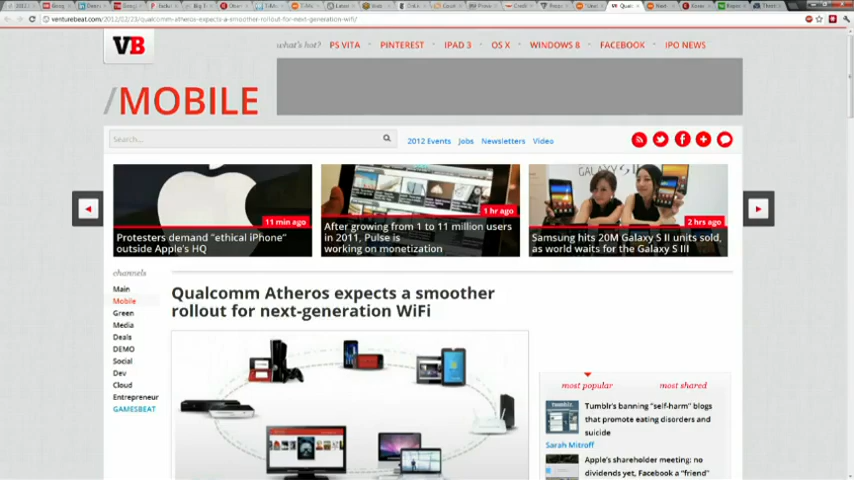 venturebeat.com/2012/02/23/qualcomm-atheros-expects-a-smoother-rollout-for-next-generation-wifi/
VB
what's hot?
PS VITA
PINTEREST
IPAD 3
OS X
WINDOWS 8
FACEBOOK
IPO NEWS
/MOBILE
Search...
2012 Events
Jobs
Newsletters
Video
11 min ago
Protesters demand "ethical iPhone"
outside Apple's HQ
1 hr ago
After growing from 1 to 11 million users
in 2011, Pulse is
working on monetization
GALAXY S II
2 hrs ago
Samsung hits 20M Galaxy S II units sold,
as world waits for the Galaxy S III
channels
Main
Mobile
Green
Media
Deals
DEMO
Social
Dev
Cloud
Entrepreneur
GAMESBEAT
Qualcomm Atheros expects a smoother
rollout for next-generation WiFi
most popular
most shared
Tumblr's banning "self-harm" blogs
that promote eating disorders and
suicide
Sarah Mitroff
Apple's shareholder meeting: no
dividends yet, Facebook a "friend"